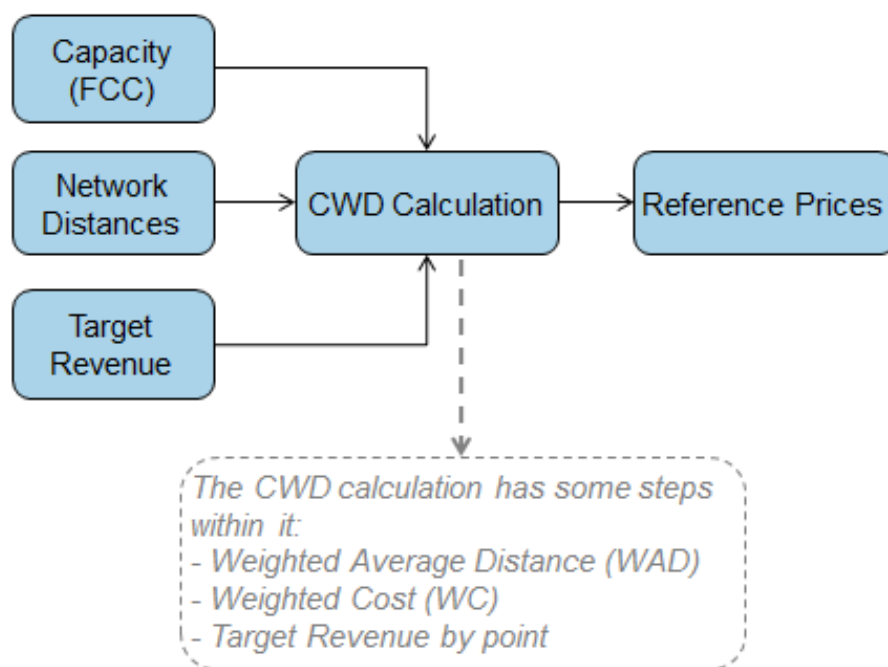 Capacity
(FCC)
Network
Distances
CWD Calculation
Reference Prices
Target
Revenue
The CWD calculation has some steps
within it:
- Weighted Average Distance (WAD)
- Weighted Cost (WC)
- Target Revenue by point